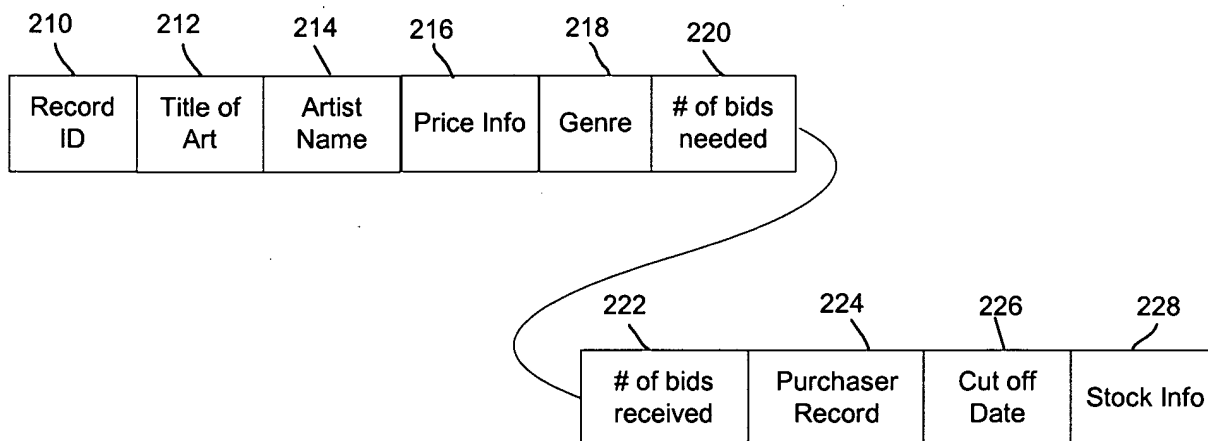 210 212 214 216 218 220
Record ID Title of Art Artist Name Price Info Genre # of bids needed
222 224 226 228
# of bids received Purchaser Record Cut off Date Stock Info